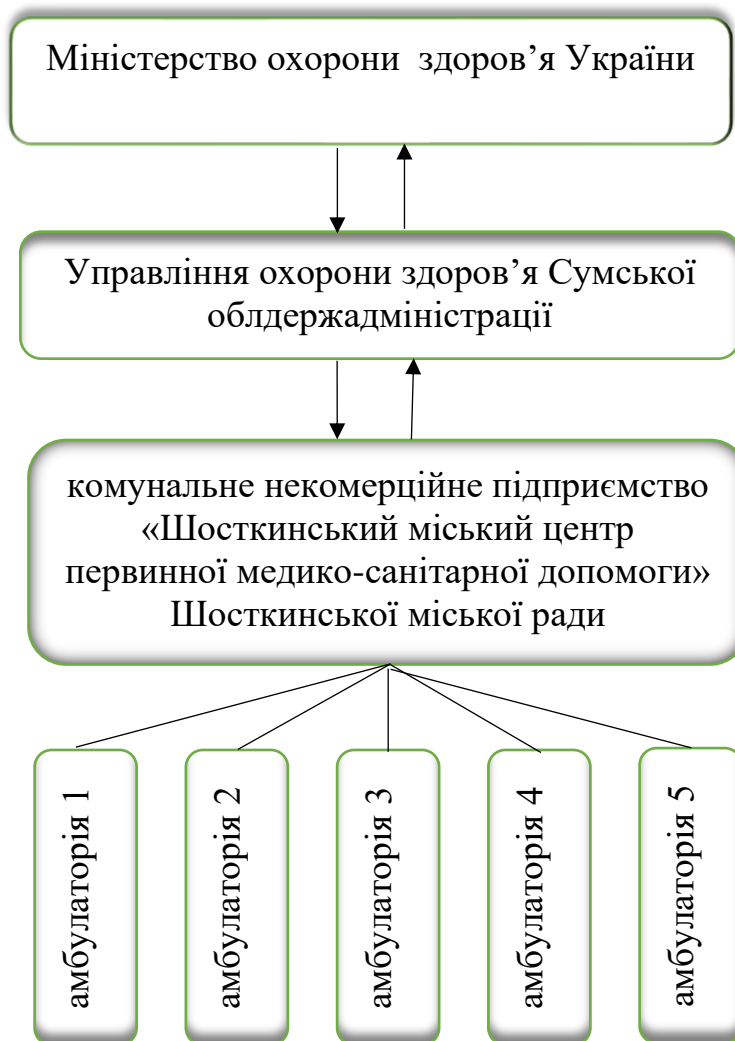 Міністерство охорони здоров’я України
Управління охорони здоров’я Сумської
облдержадміністрації
комунальне некомерційне підприємство
«Шосткинський міський центр
первинної медико-санітарної допомоги»
Шосткинської міської ради
амбулаторія 1
амбулаторія 2
амбулаторія 3
амбулаторія 4
амбулаторія 5